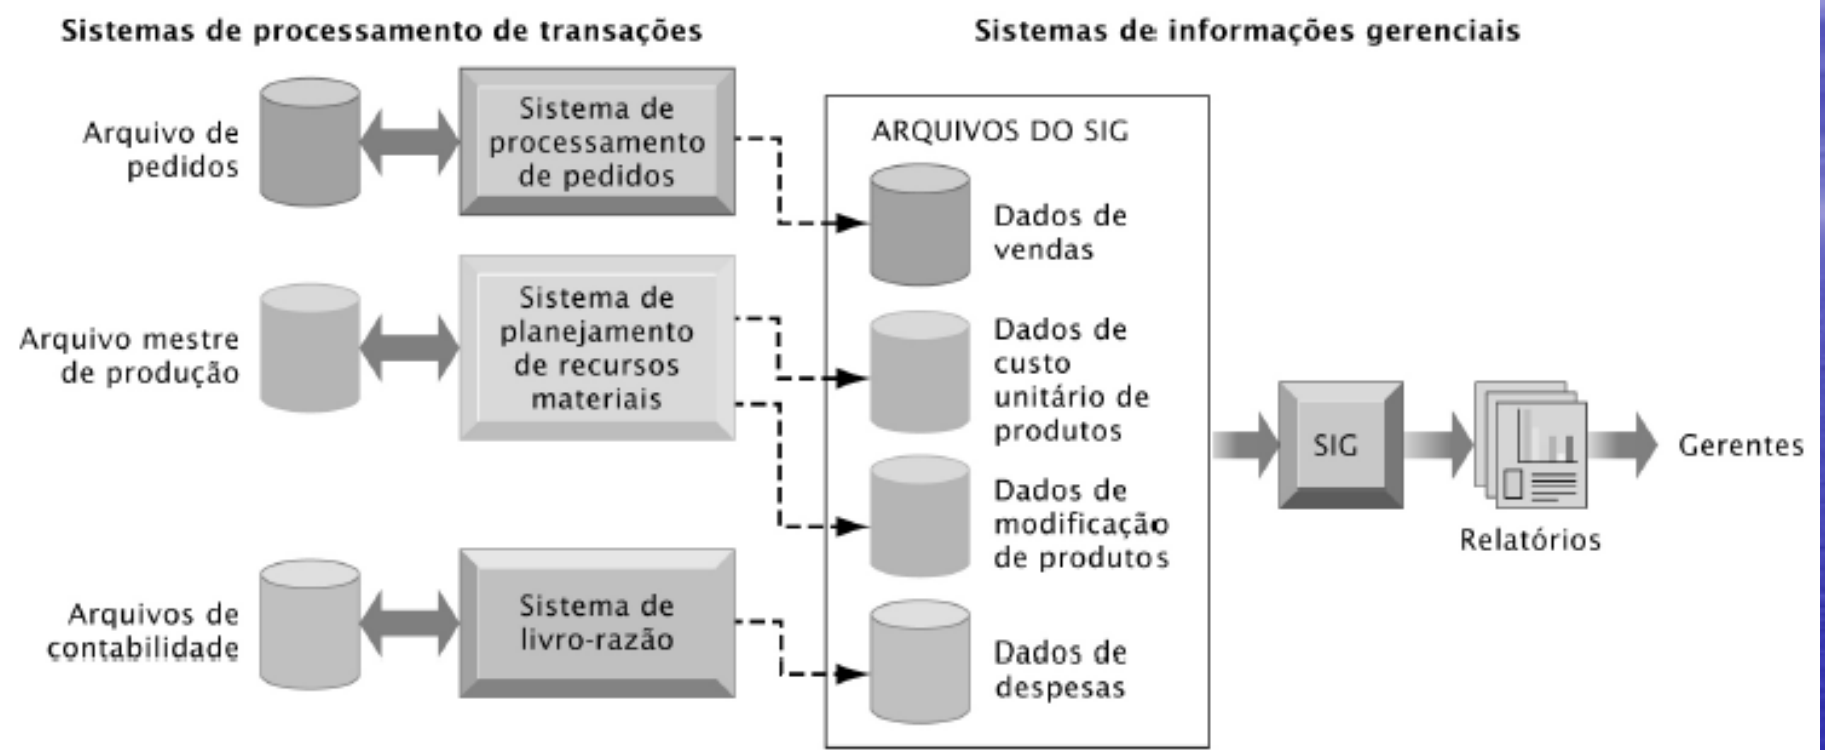 Sistemas de processamento de transações
Sistemas de informações gerenciais
Arquivo de
pedidos
Sistema de
processamento
de pedidos
Arquivo mestre
de produção
Sistema de
planejamento
de recursos
materiais
Arquivos de
contabilidade
Sistema de
livro-razão
ARQUIVOS DO SIG
Dados de
vendas
Dados de
custo
unitário de
produtos
Dados de
modificação
de produtos
Dados de
despesas
SIG
Relatórios
Gerentes